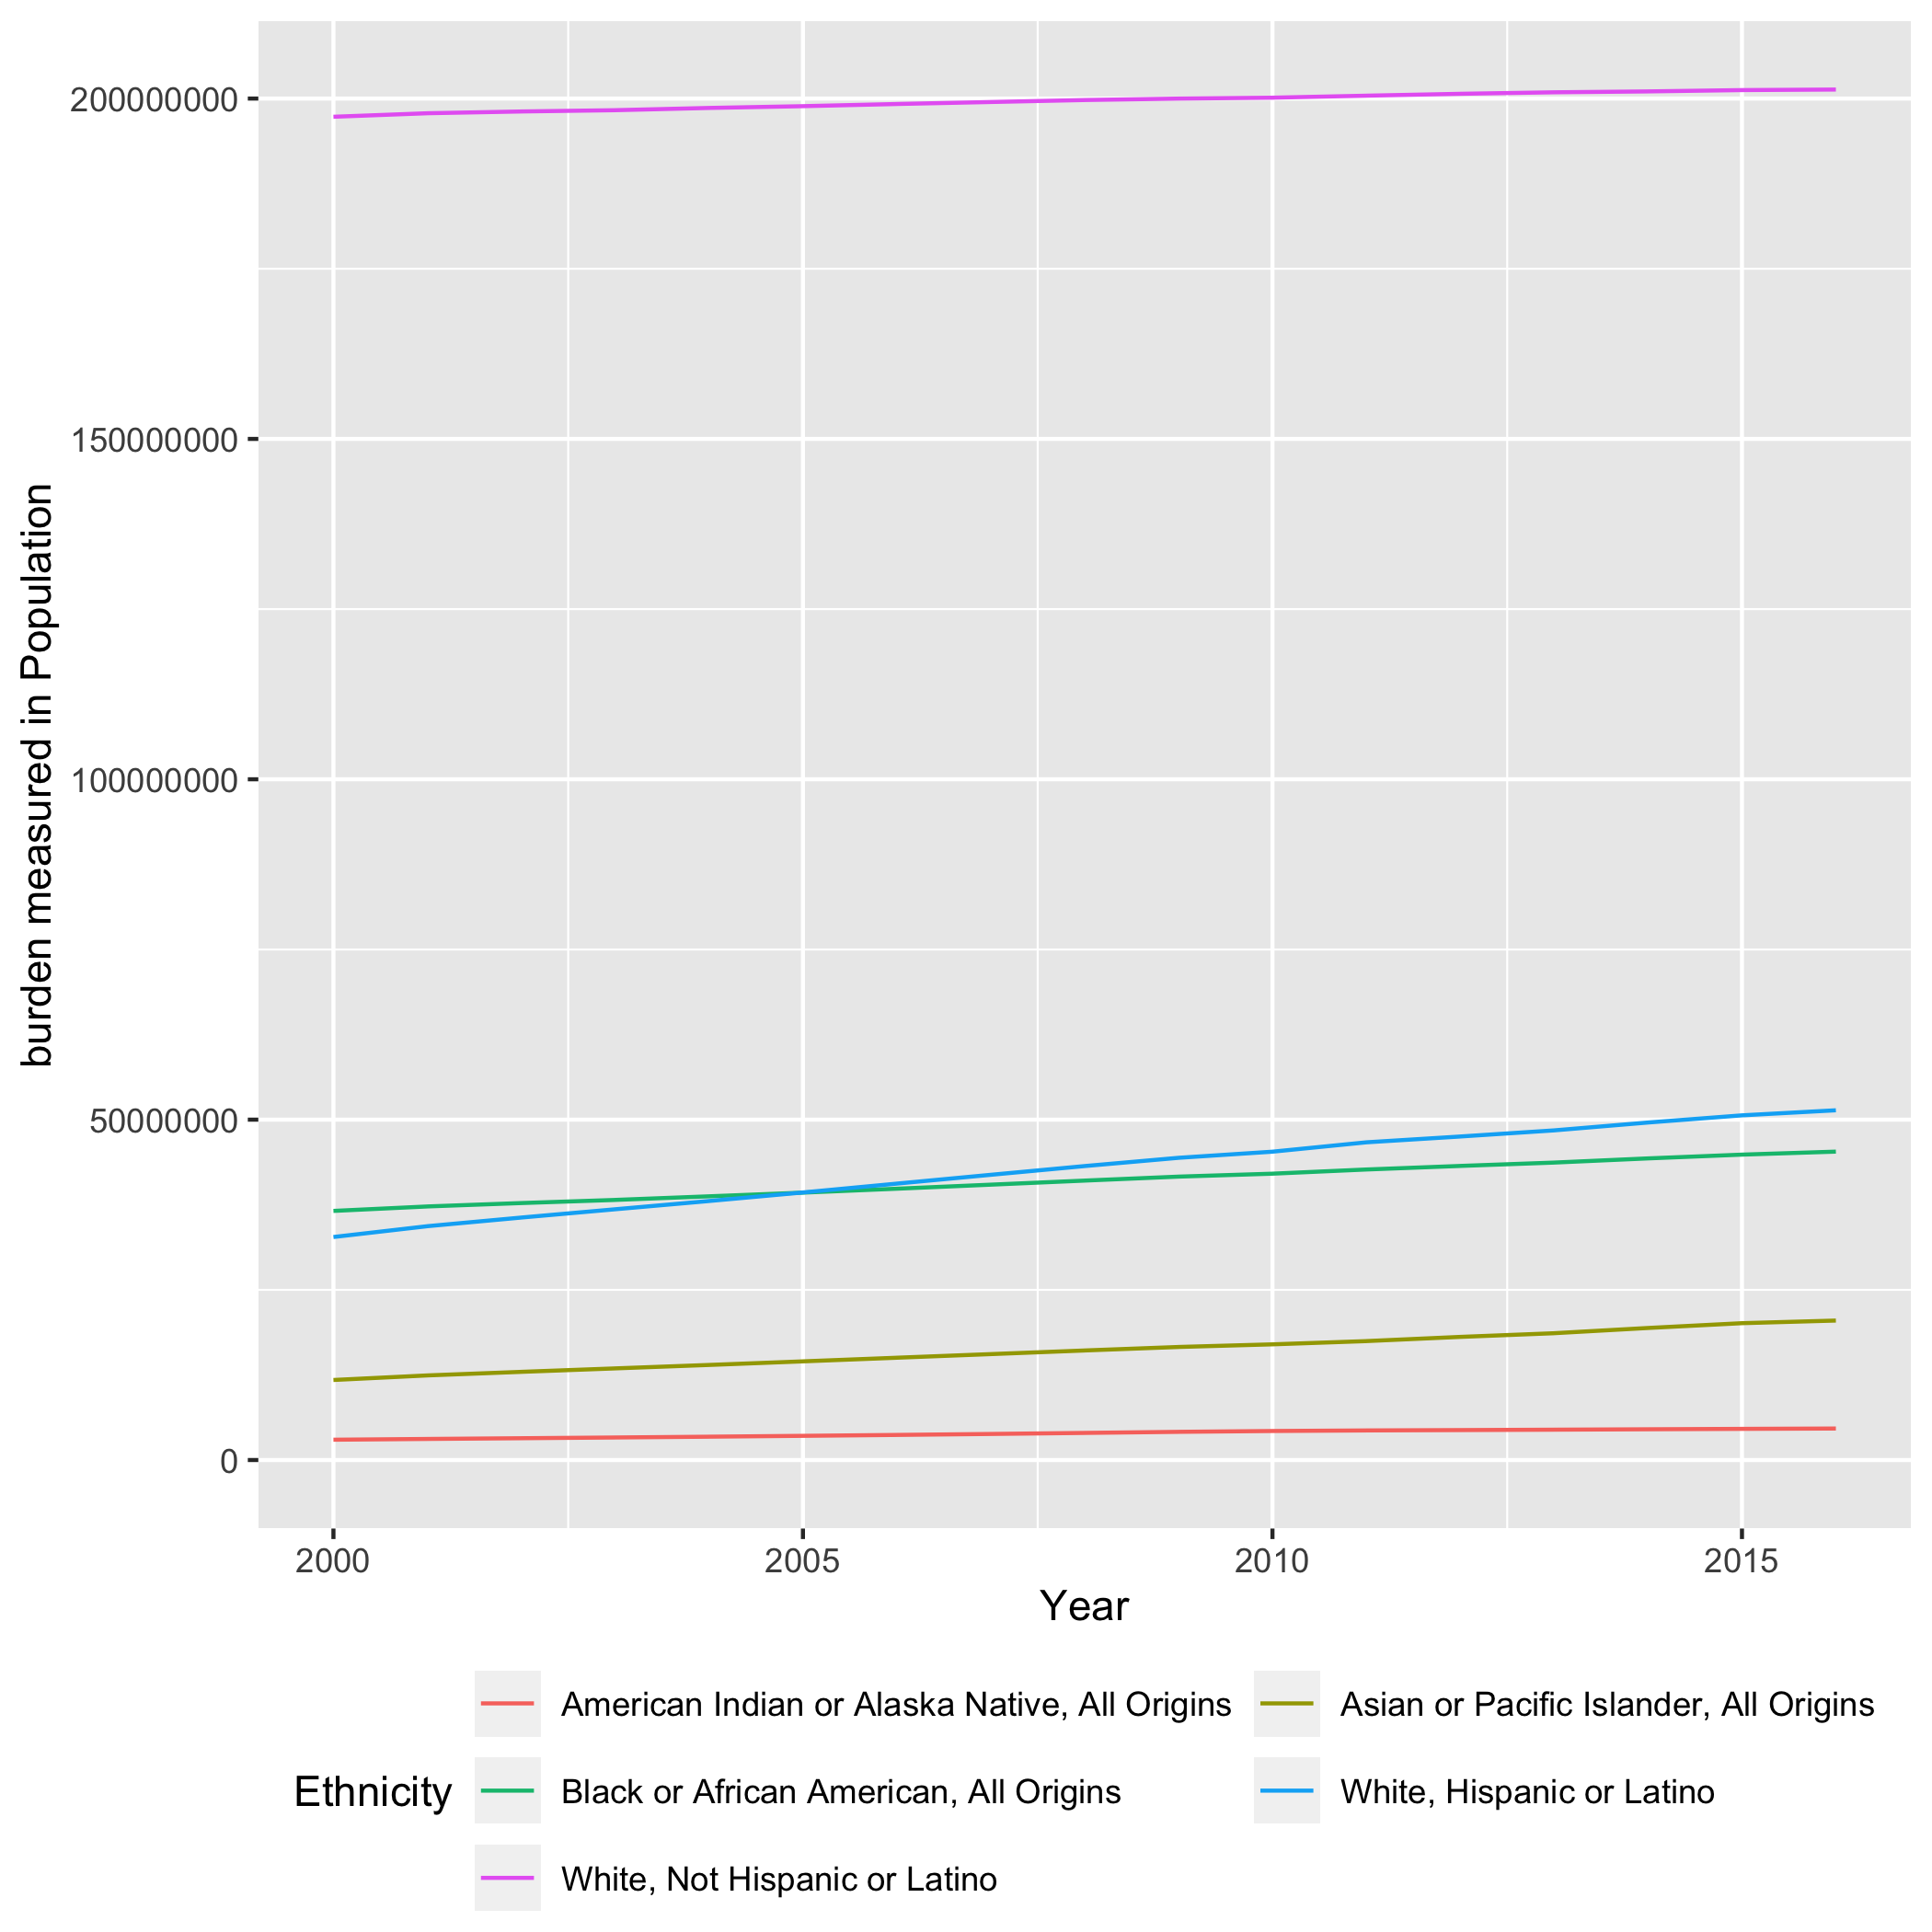 200000000
150000000
100000000
50000000
0
burden measured in Population
2000 2005 2010 2015
Year
Ethnicity
American Indian or Alaska Native, All Origins
Asian or Pacific Islander, All Origins
Black or African American, All Origins
White, Hispanic or Latino
White, Not Hispanic or Latino